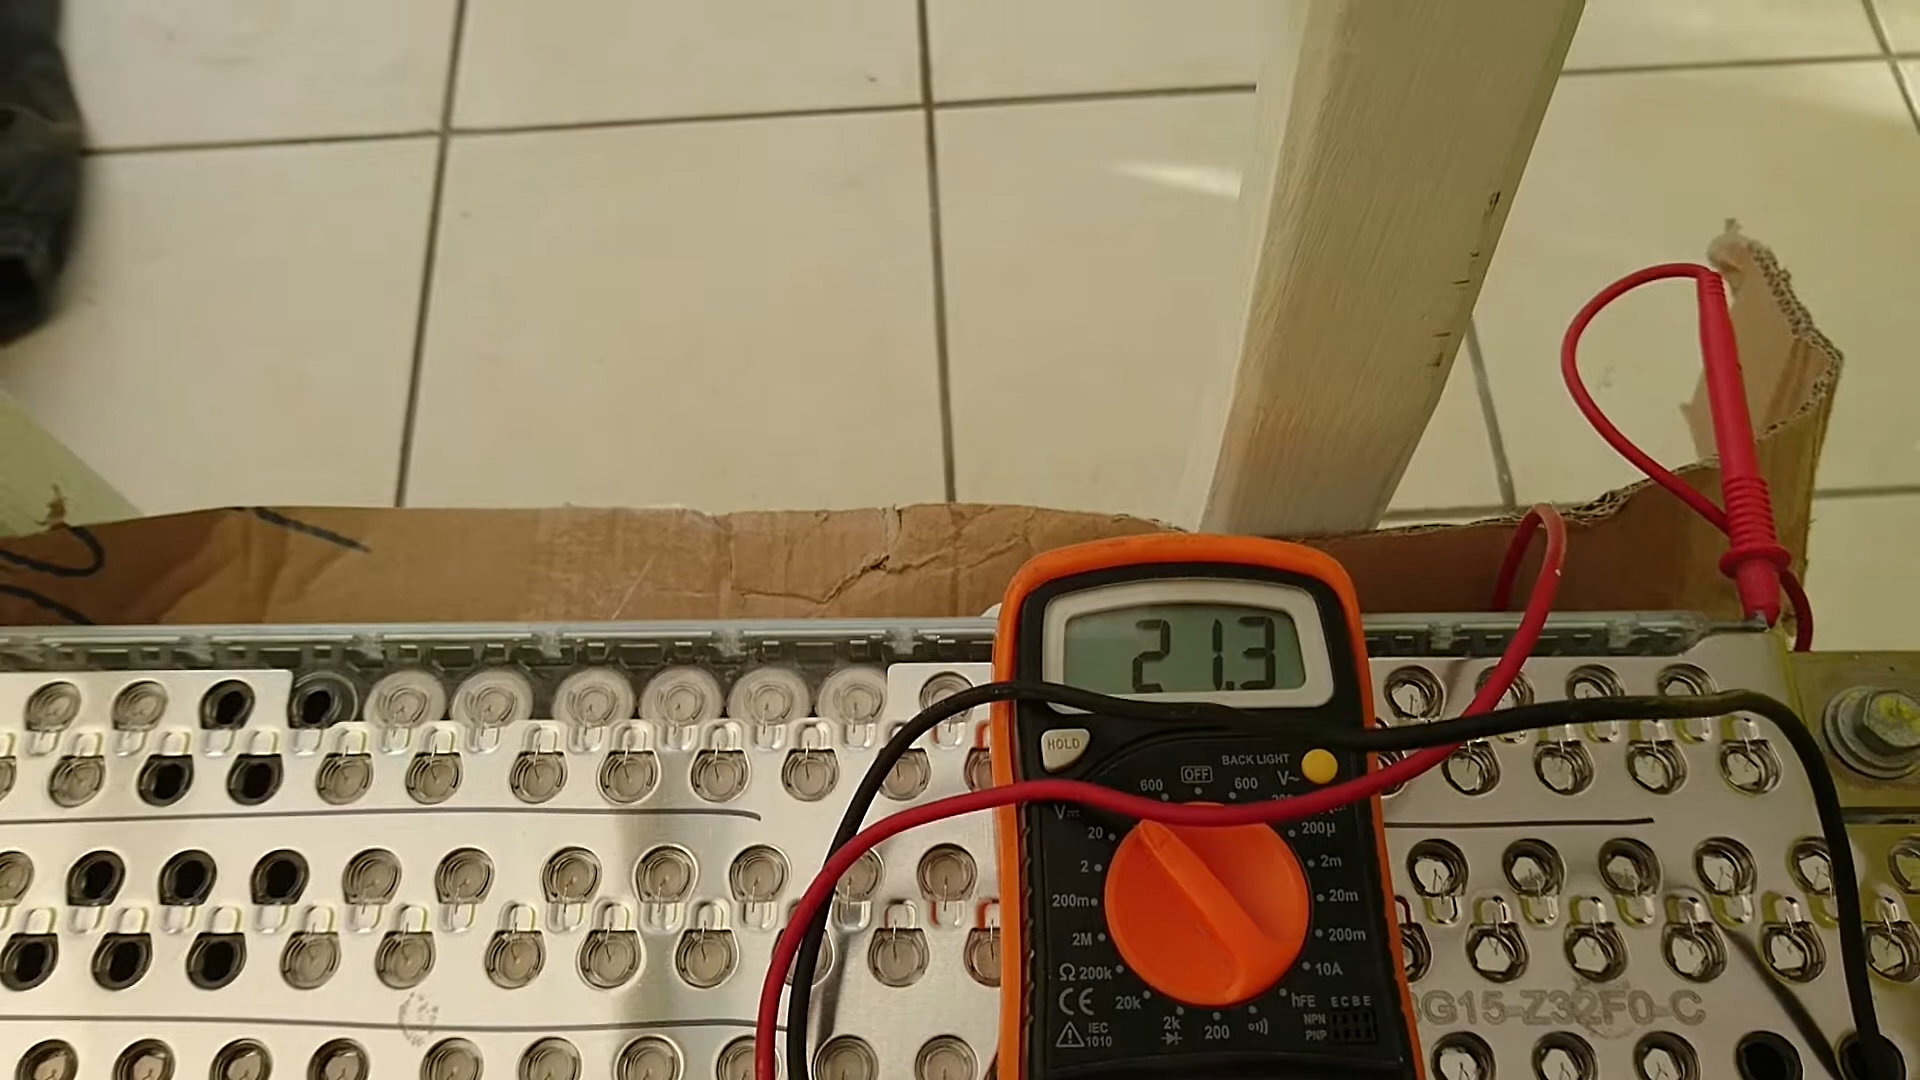 21.3
HOLD
BACK LIGHT
600
OFF
600
V~
V
20
200µ
2
2m
200m
20m
2M
200m
Ω 200k
10A
20k
hFE
E C B E
NPN
PNP
CE
IEC
1010
2k
200
G15-Z32F0-C